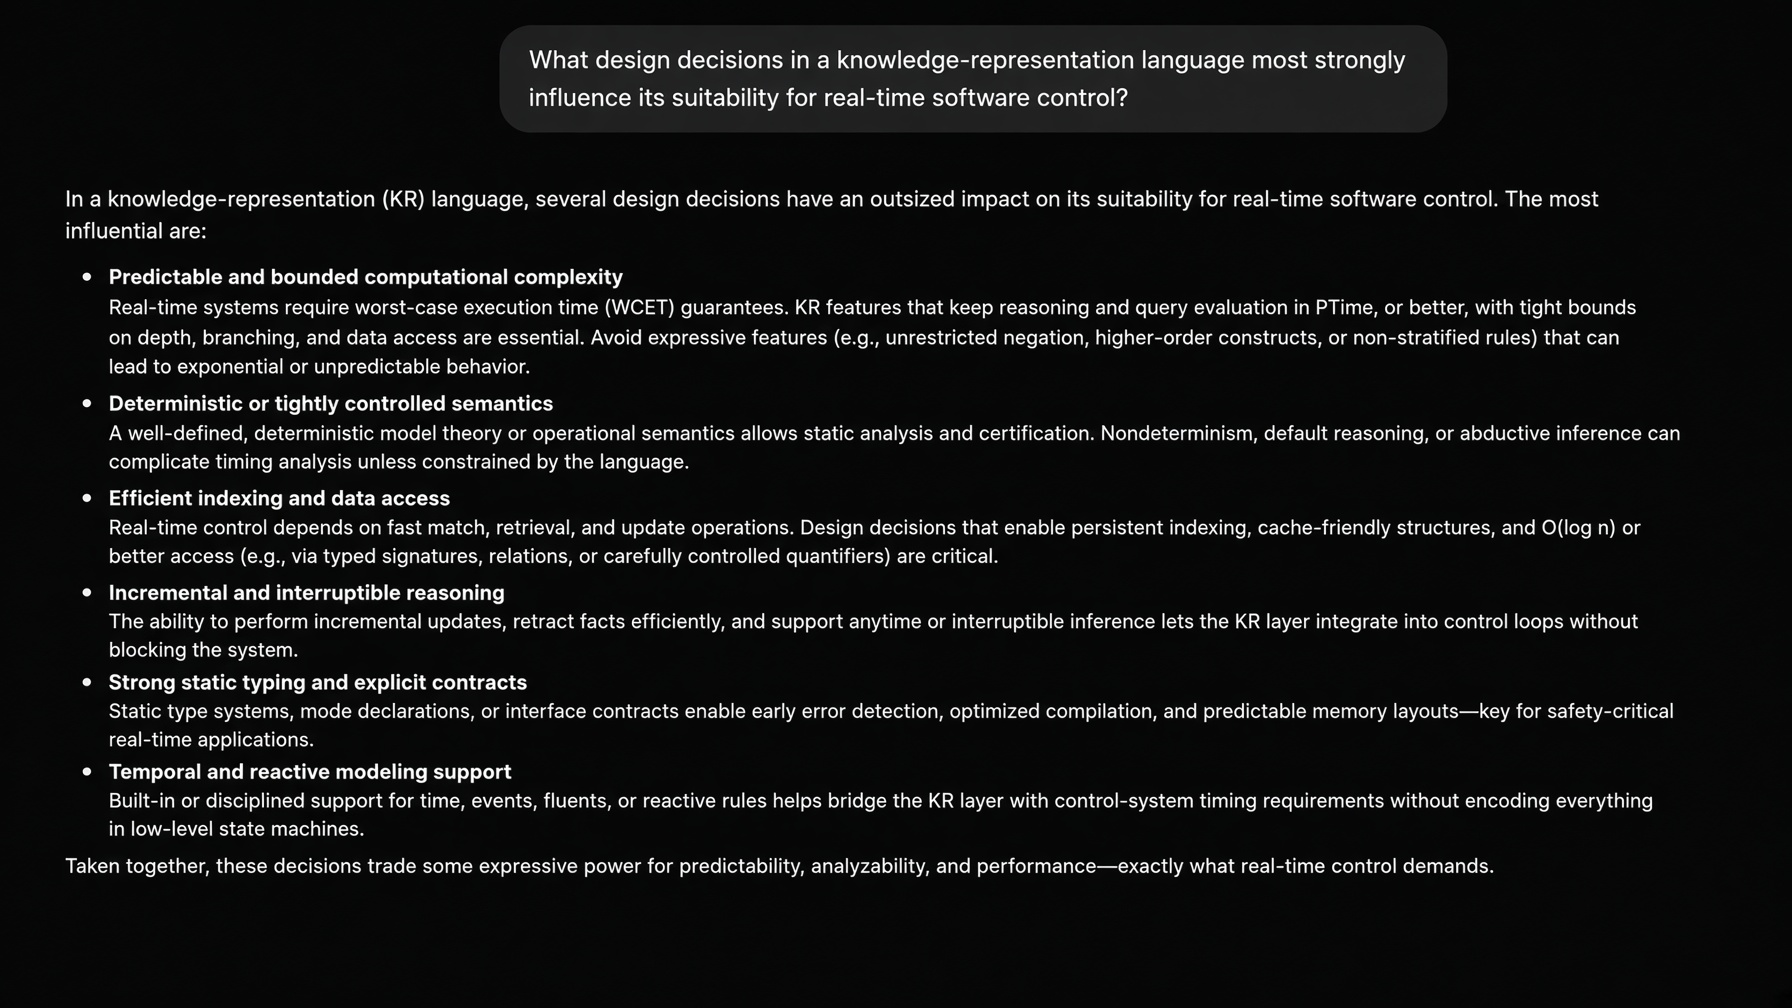 What design decisions in a knowledge-representation language most strongly
influence its suitability for real-time software control?
In a knowledge-representation (KR) language, several design decisions have an outsized impact on its suitability for real-time software control. The most
influential are:
• Predictable and bounded computational complexity
Real-time systems require worst-case execution time (WCET) guarantees. KR features that keep reasoning and query evaluation in PTime, or better, with tight bounds
on depth, branching, and data access are essential. Avoid expressive features (e.g., unrestricted negation, higher-order constructs, or non-stratified rules) that can
lead to exponential or unpredictable behavior.
• Deterministic or tightly controlled semantics
A well-defined, deterministic model theory or operational semantics allows static analysis and certification. Nondeterminism, default reasoning, or abductive inference can
complicate timing analysis unless constrained by the language.
• Efficient indexing and data access
Real-time control depends on fast match, retrieval, and update operations. Design decisions that enable persistent indexing, cache-friendly structures, and O(log n) or
better access (e.g., via typed signatures, relations, or carefully controlled quantifiers) are critical.
• Incremental and interruptible reasoning
The ability to perform incremental updates, retract facts efficiently, and support anytime or interruptible inference lets the KR layer integrate into control loops without
blocking the system.
• Strong static typing and explicit contracts
Static type systems, mode declarations, or interface contracts enable early error detection, optimized compilation, and predictable memory layouts—key for safety-critical
real-time applications.
• Temporal and reactive modeling support
Built-in or disciplined support for time, events, fluents, or reactive rules helps bridge the KR layer with control-system timing requirements without encoding everything
in low-level state machines.
Taken together, these decisions trade some expressive power for predictability, analyzability, and performance—exactly what real-time control demands.